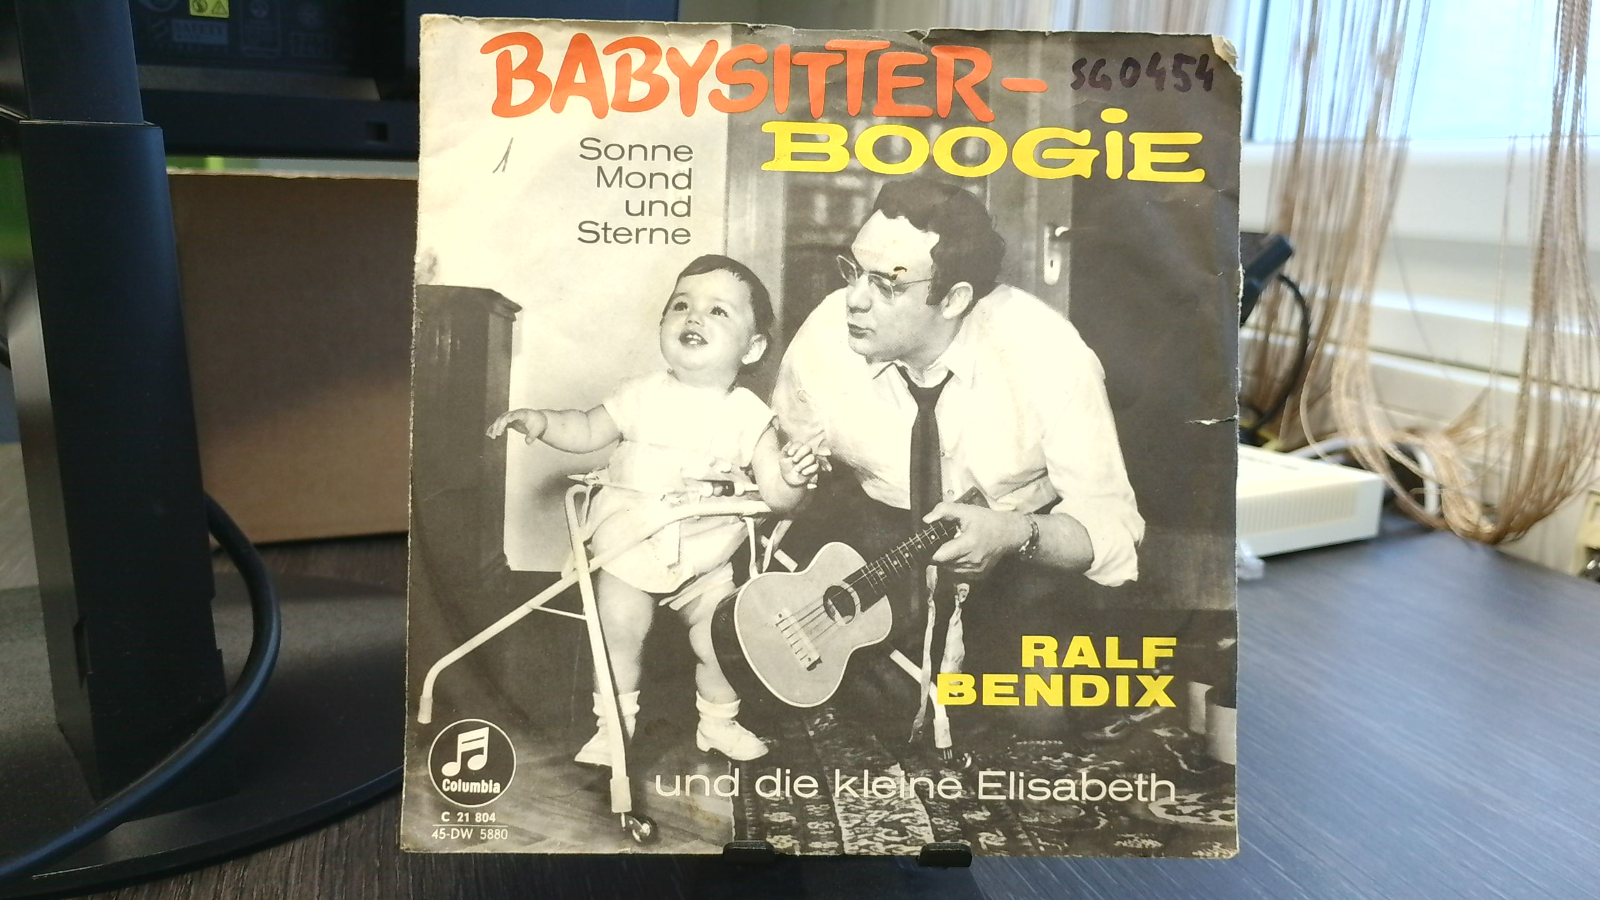 BABYSITTER-
SG0454
BOOGiE
Sonne
Mond
und
Sterne
RALF
BENDIX
und die kleine Elisabeth
Columbia
C 21 804
45-DW 5880